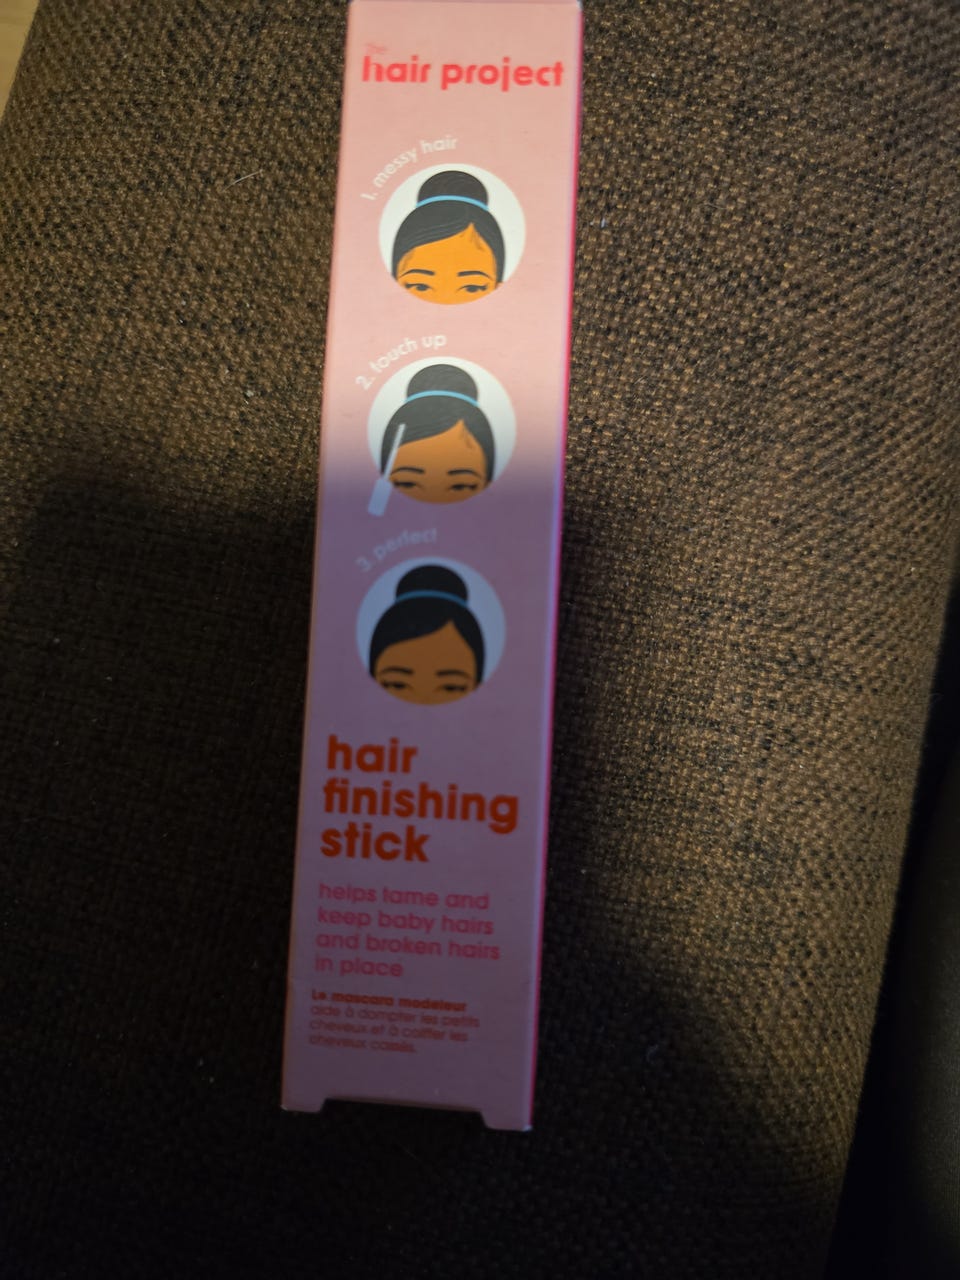 The
hair project
1. messy hair
2. touch up
3. perfect
hair
finishing
stick
helps tame and
keep baby hairs
and broken hairs
in place
Le mascara modeleur
aide à dompter les petits
cheveux et à coiffer les
cheveux cassés.